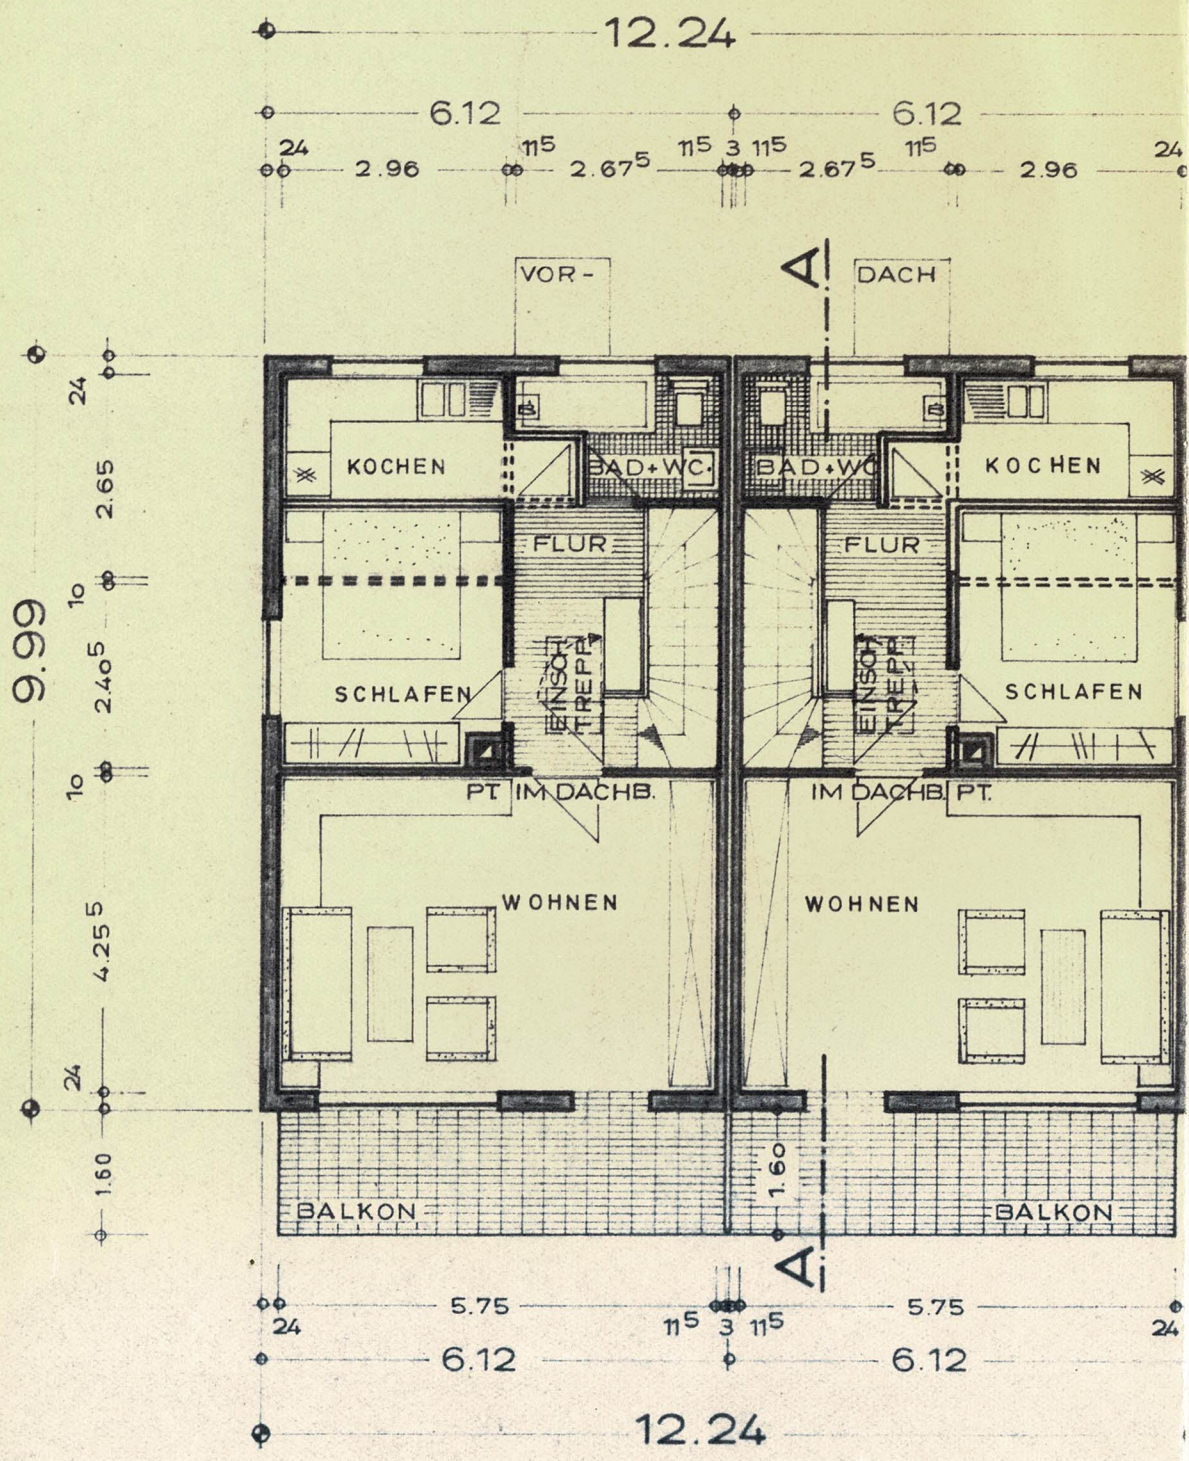 12.24
6.12 6.12
24 11⁵ 11⁵ 3 11⁵ 11⁵ 24
2.96 2.67⁵ 2.67⁵ 2.96
A
VOR- DACH
24
KOCHEN BAD+WC. BAD+WC KOCHEN
2.65
FLUR FLUR
10
9.99
2.40⁵
EINSCH
TREPP
EINSCH
TREPP
SCHLAFEN SCHLAFEN
10
PT. IM DACHB. IM DACHB. PT.
WOHNEN WOHNEN
4.25⁵
24
1.60 1.60
BALKON BALKON
A
5.75 5.75
24 11⁵ 3 11⁵ 24
6.12 6.12
12.24